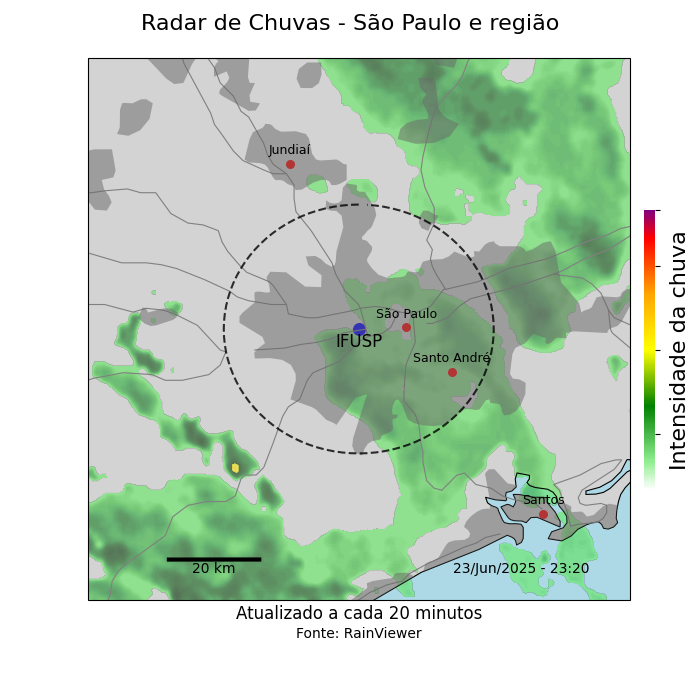 Radar de Chuvas - São Paulo e região
Jundiaí
São Paulo
IFUSP
Santo André
Santos
20 km
23/Jun/2025 - 23:20
Intensidade da chuva
Atualizado a cada 20 minutos
Fonte: RainViewer